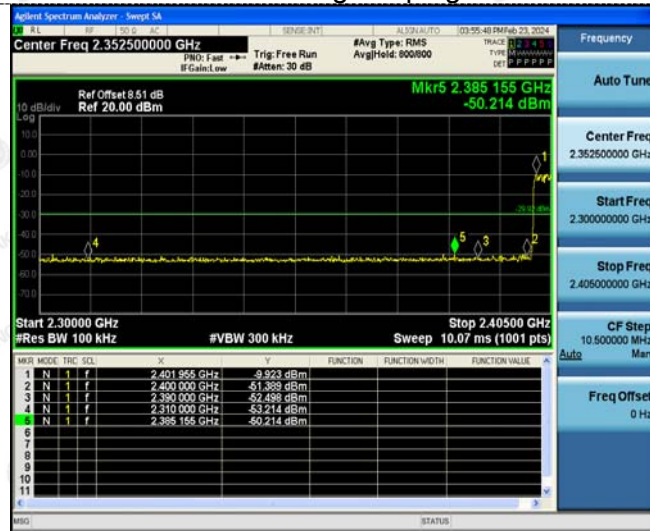 Agilent Spectrum Analyzer - Swept SA
RL RF 50 Ω AC SENSE:INT ALIGN AUTO 03:55:48 PM Feb 23, 2024
Center Freq 2.352500000 GHz
PNO: Fast
IFGain:Low
Trig: Free Run
#Atten: 30 dB
#Avg Type: RMS
Avg|Hold: 800/800
TRACE 1 2 3 4 5 6
TYPE
DET P P P P P P
Ref Offset 8.51 dB
Ref 20.00 dBm
10 dB/div
Log
Mkr5 2.385 155 GHz
-50.214 dBm
10.0
0.00
-10.0
-20.0
-30.0
-40.0
-50.0
-60.0
-70.0
1
2
3
4
5
Start 2.30000 GHz
Stop 2.40500 GHz
#Res BW 100 kHz
#VBW 300 kHz
Sweep 10.07 ms (1001 pts)
MKR MODE TRC SCL X Y FUNCTION FUNCTION WIDTH FUNCTION VALUE
1 N 1 f 2.401 955 GHz -9.923 dBm
2 N 1 f 2.400 000 GHz -51.389 dBm
3 N 1 f 2.390 000 GHz -52.498 dBm
4 N 1 f 2.310 000 GHz -53.214 dBm
5 N 1 f 2.385 155 GHz -50.214 dBm
6
7
8
9
10
11
MSG
STATUS
Frequency
Auto Tune
Center Freq
2.352500000 GHz
Start Freq
2.300000000 GHz
Stop Freq
2.405000000 GHz
CF Step
10.500000 MHz
Auto Man
Freq Offset
0 Hz